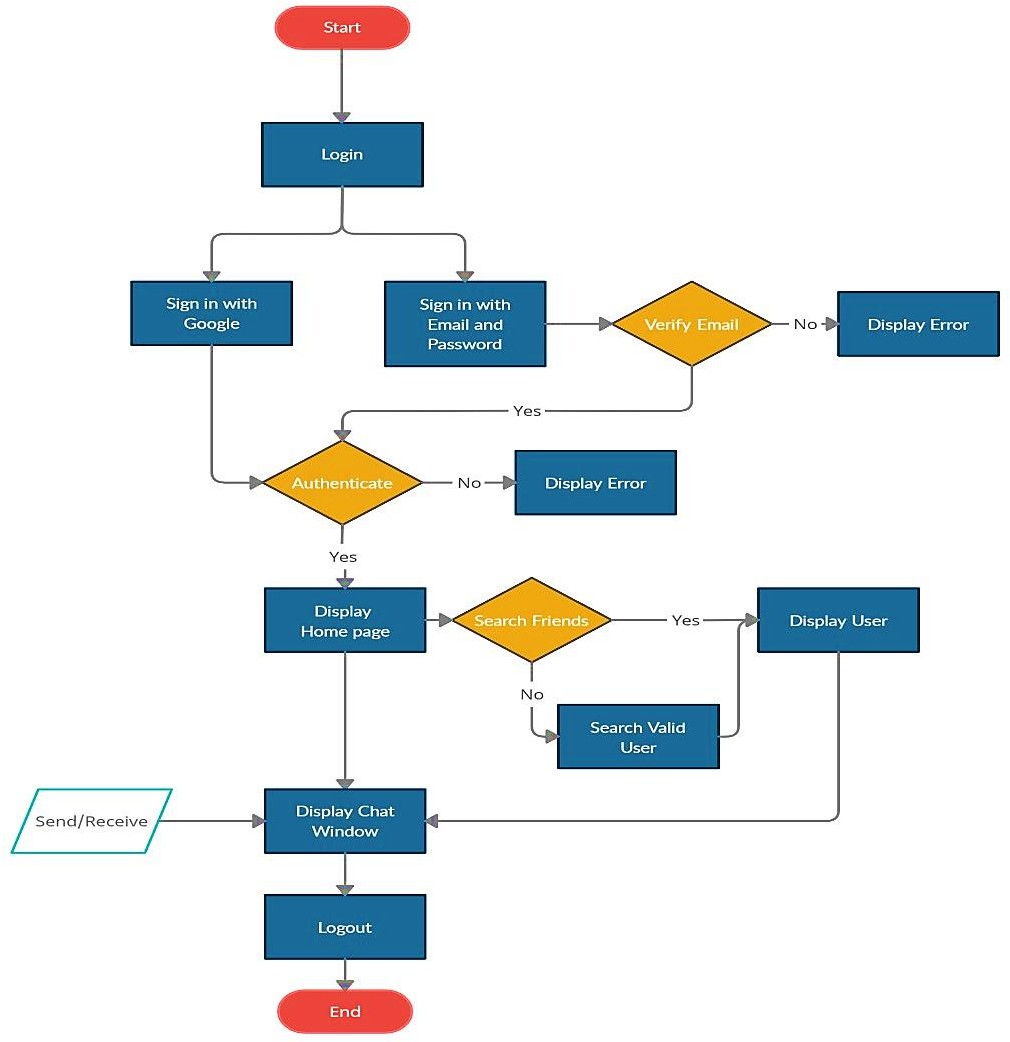 Start
Login
Sign in with
Google
Sign in with
Email and
Password
Verify Email
No
Display Error
Yes
Authenticate
No
Display Error
Yes
Display
Home page
Search Friends
Yes
Display User
No
Search Valid
User
Send/Receive
Display Chat
Window
Logout
End